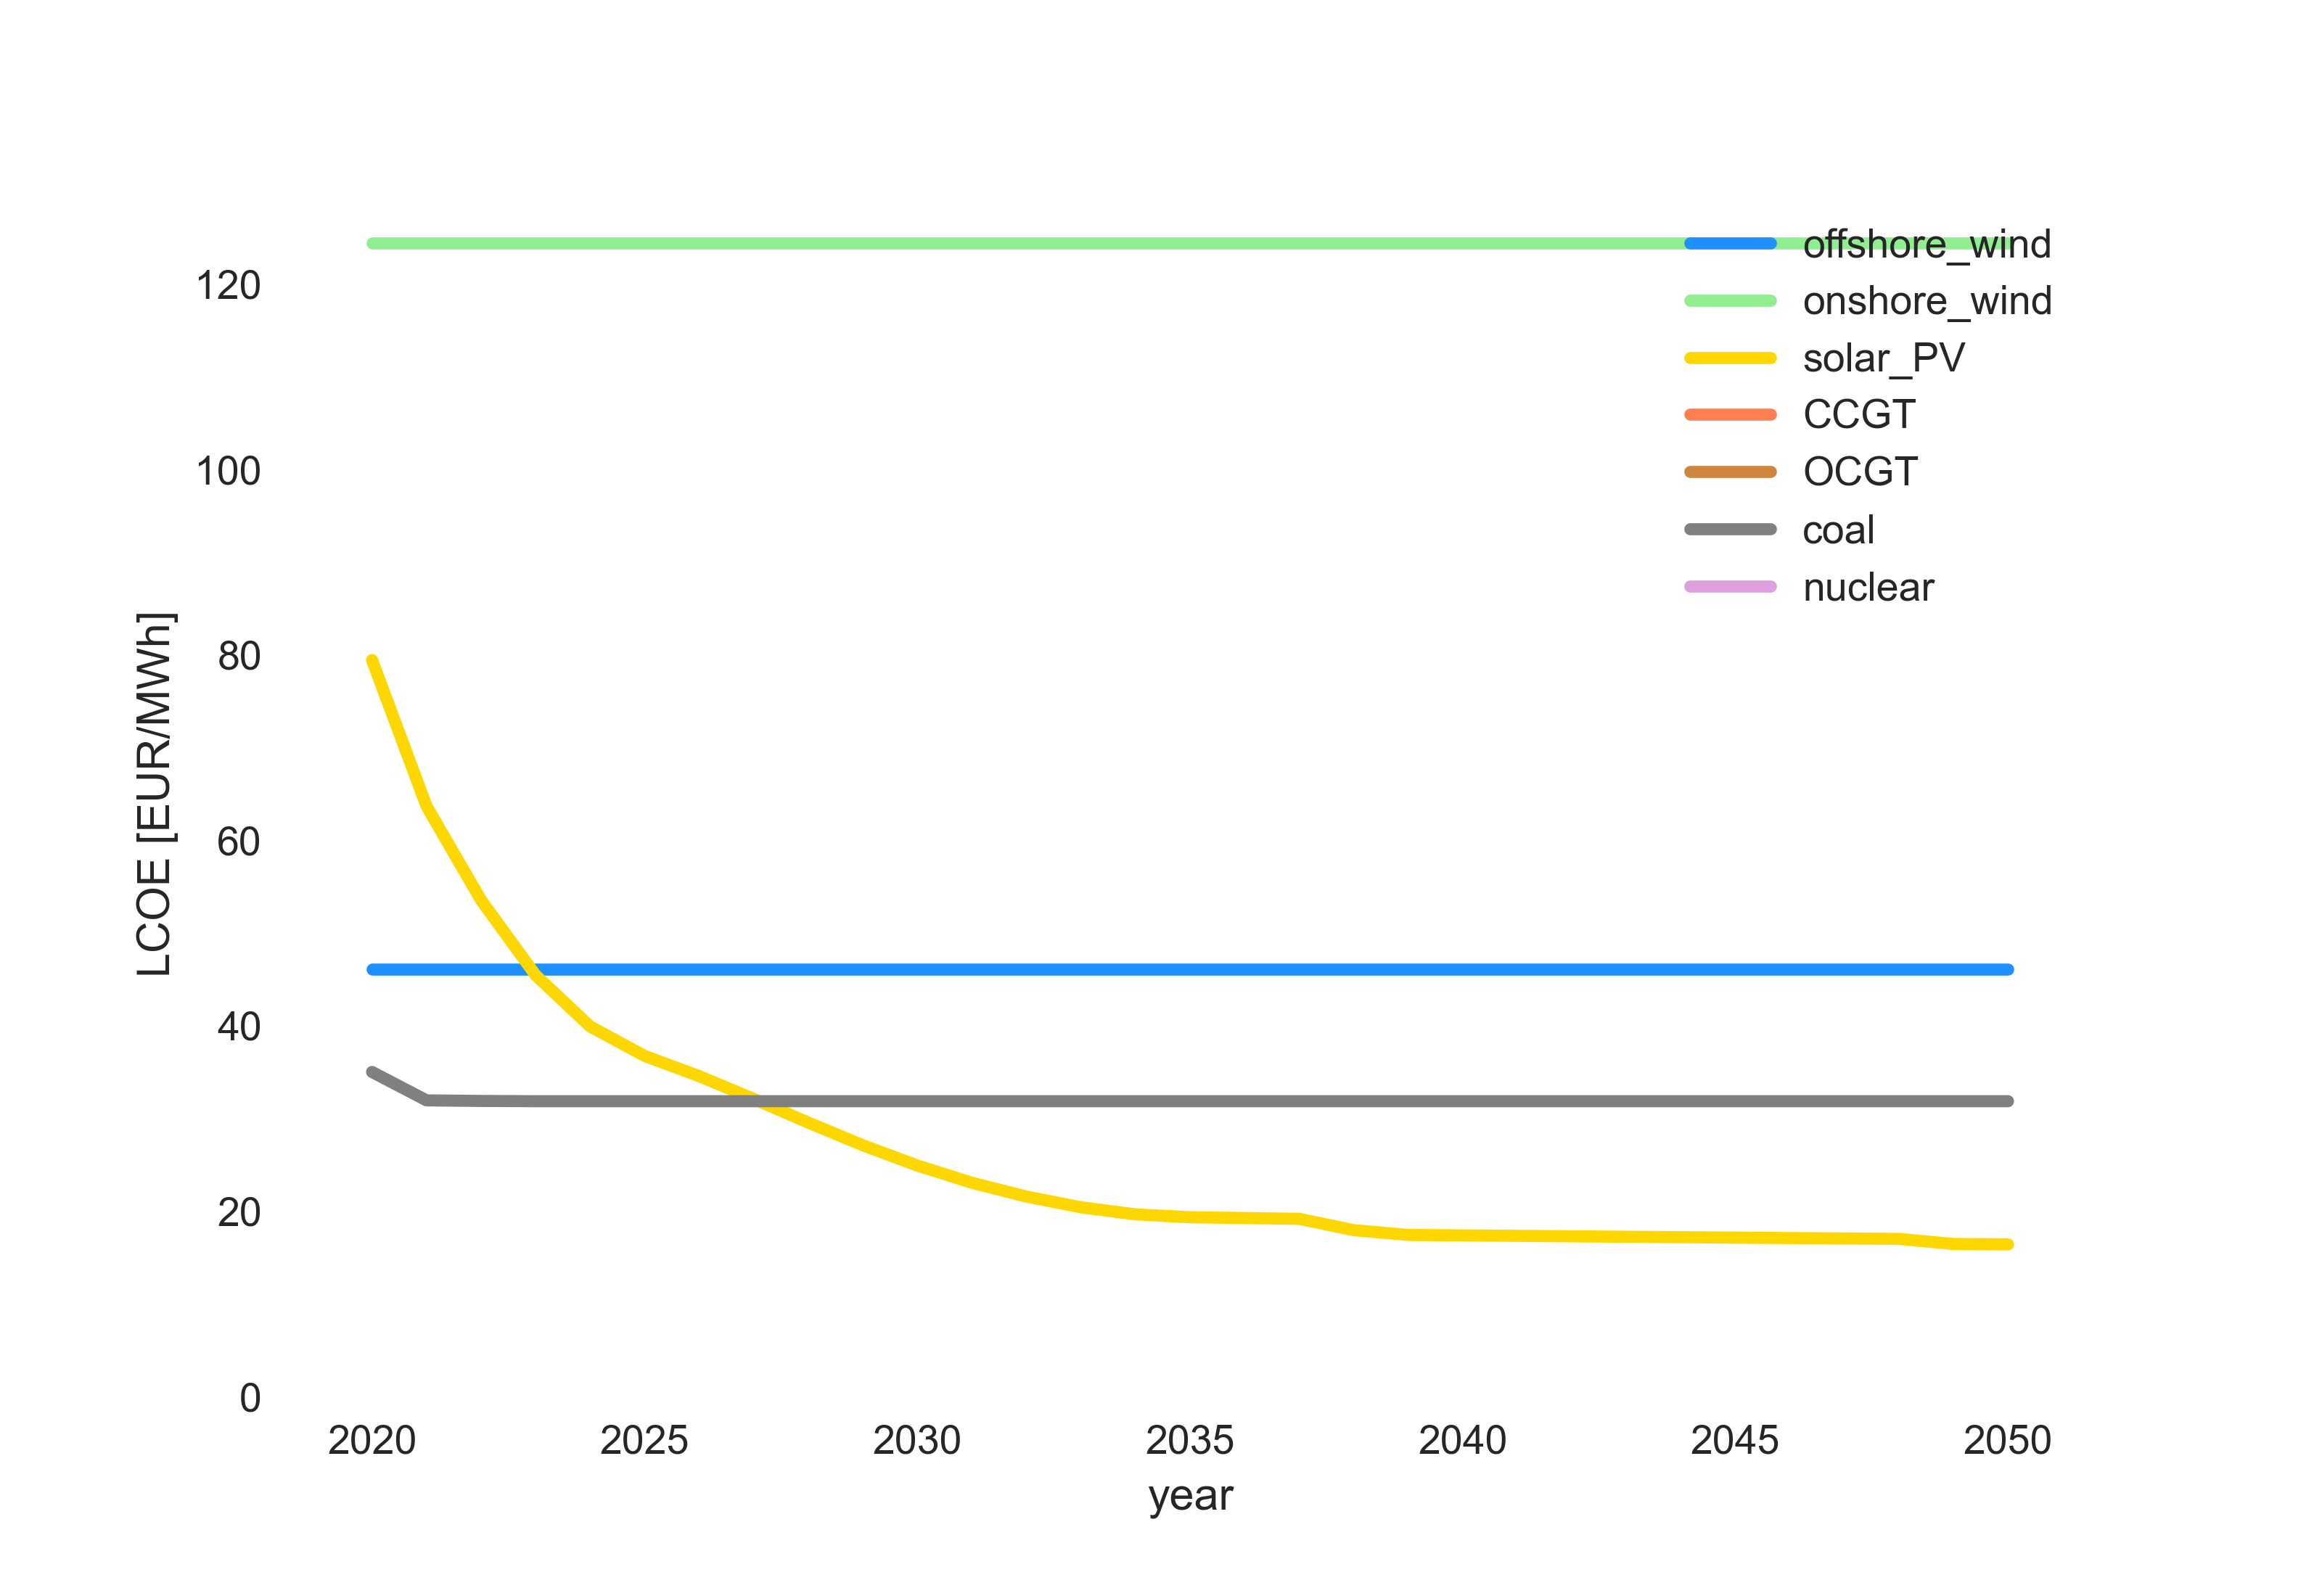 120
100
80
60
40
20
0
LCOE [EUR/MWh]
offshore_wind
onshore_wind
solar_PV
CCGT
OCGT
coal
nuclear
2020 2025 2030 2035 2040 2045 2050
year